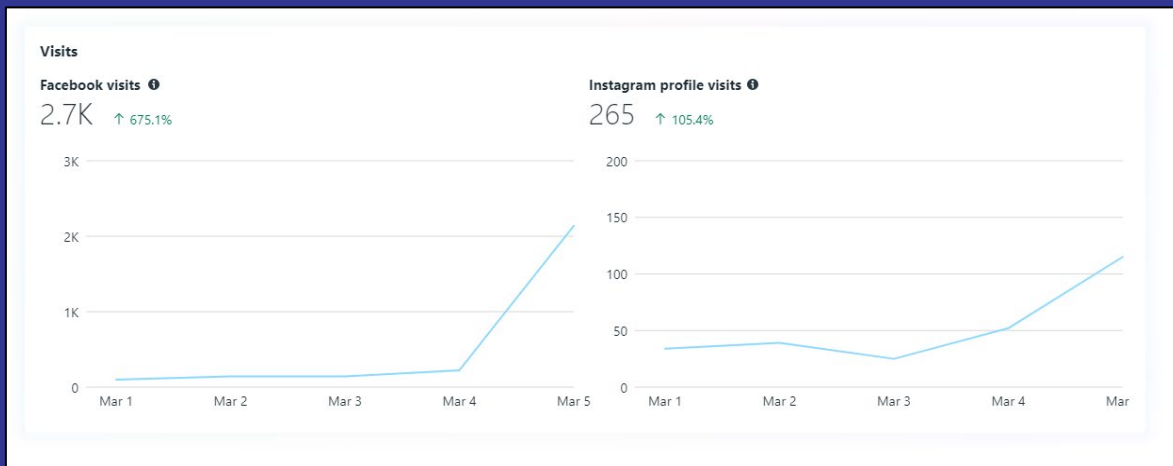 Visits
Facebook visits
2.7K ↑ 675.1%
3K
2K
1K
0
Mar 1 Mar 2 Mar 3 Mar 4 Mar 5
Instagram profile visits
265 ↑ 105.4%
200
150
100
50
0
Mar 1 Mar 2 Mar 3 Mar 4 Mar